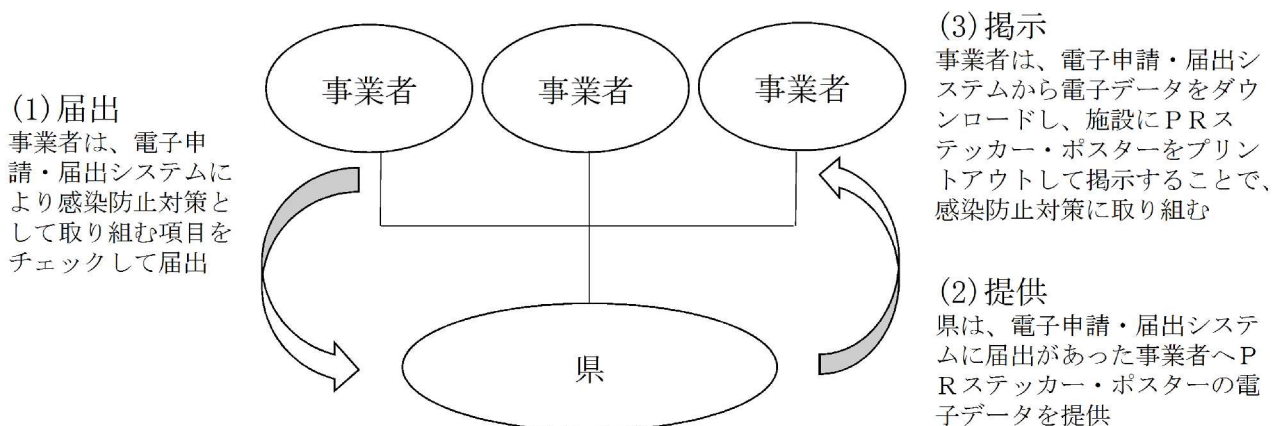 事業者
事業者
事業者
(1)届出
事業者は、電子申
請・届出システムに
より感染防止対策と
して取り組む項目を
チェックして届出
(3)掲示
事業者は、電子申請・届出シ
ステムから電子データをダウ
ンロードし、施設にＰＲス
テッカー・ポスターをプリン
トアウトして掲示することで、
感染防止対策に取り組む
(2)提供
県は、電子申請・届出システ
ムに届出があった事業者へＰ
Ｒステッカー・ポスターの電
子データを提供
県